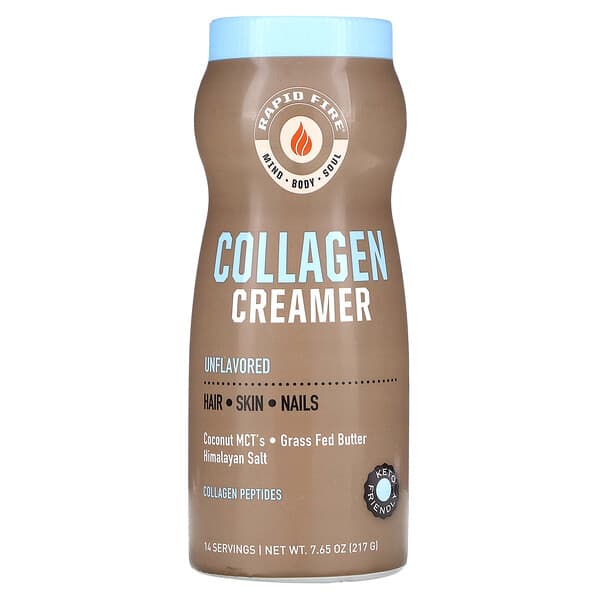 RAPID FIRE®
MIND • BODY • SOUL
COLLAGEN
CREAMER
UNFLAVORED
HAIR • SKIN • NAILS
Coconut MCT's • Grass Fed Butter
Himalayan Salt
COLLAGEN PEPTIDES
KETO
FRIENDLY
14 SERVINGS | NET WT. 7.65 OZ (217 G)